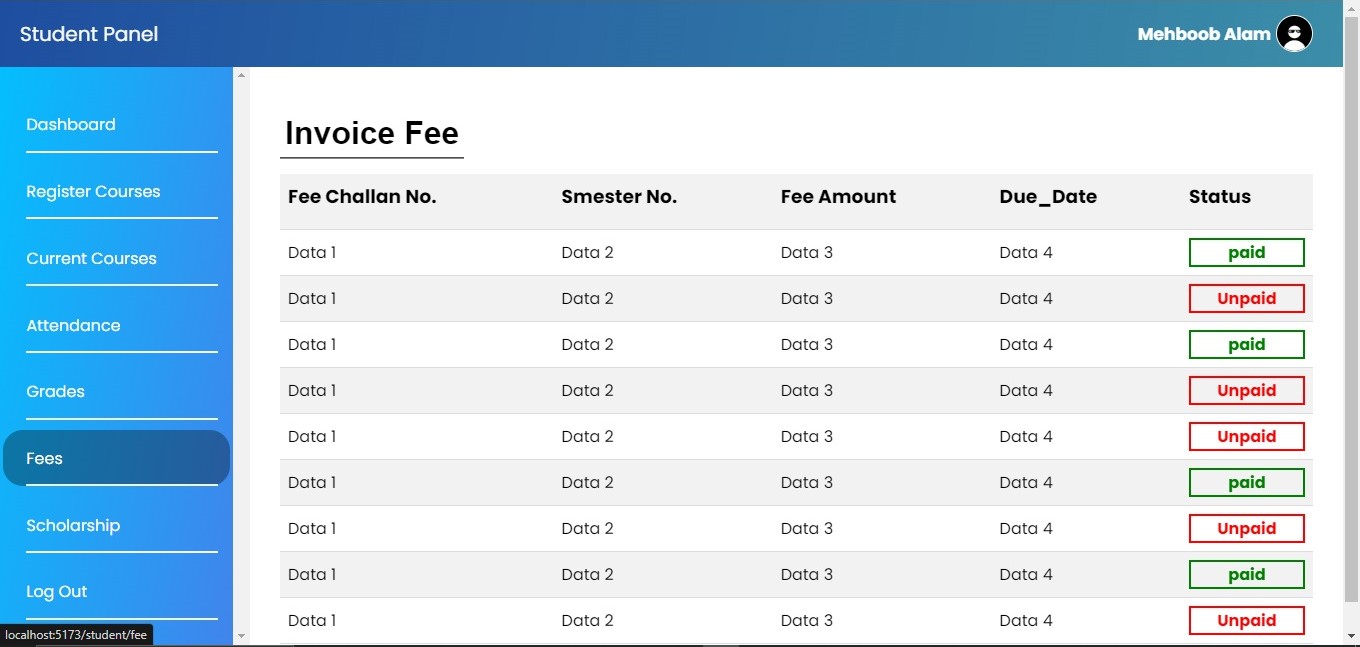 Student Panel
Mehboob Alam
Dashboard
Register Courses
Current Courses
Attendance
Grades
Fees
Scholarship
Log Out
Invoice Fee
Fee Challan No. Smester No. Fee Amount Due_Date Status
Data 1 Data 2 Data 3 Data 4 paid
Data 1 Data 2 Data 3 Data 4 Unpaid
Data 1 Data 2 Data 3 Data 4 paid
Data 1 Data 2 Data 3 Data 4 Unpaid
Data 1 Data 2 Data 3 Data 4 Unpaid
Data 1 Data 2 Data 3 Data 4 paid
Data 1 Data 2 Data 3 Data 4 Unpaid
Data 1 Data 2 Data 3 Data 4 paid
Data 1 Data 2 Data 3 Data 4 Unpaid
localhost:5173/student/fee